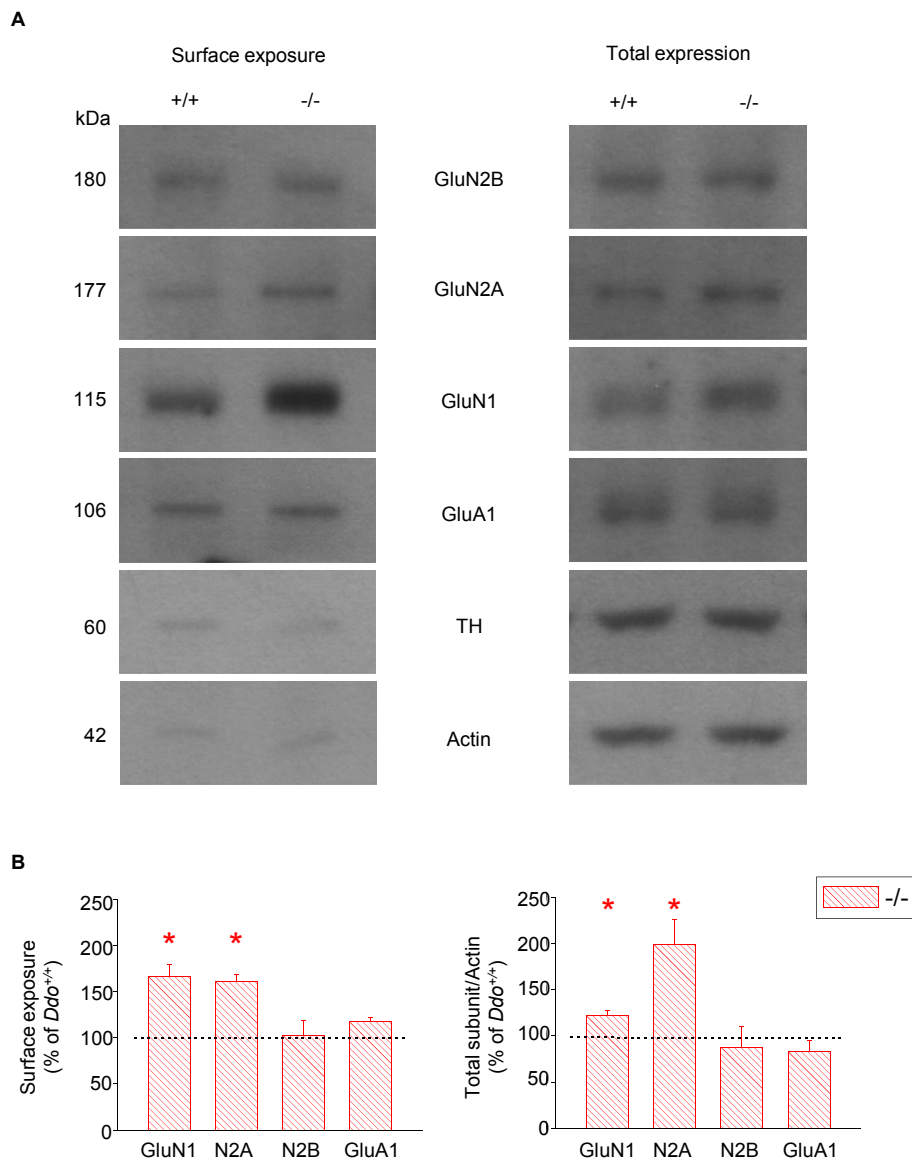 A
Surface exposure Total expression
+/+ -/- +/+ -/-
kDa
180 GluN2B
177 GluN2A
115 GluN1
106 GluA1
60 TH
42 Actin
B
Surface exposure
(% of Ddo+/+)
250
200
150
100
50
0
* *
GluN1 N2A N2B GluA1
Total subunit/Actin
(% of Ddo+/+)
250
200
150
100
50
0
* *
GluN1 N2A N2B GluA1
-/-